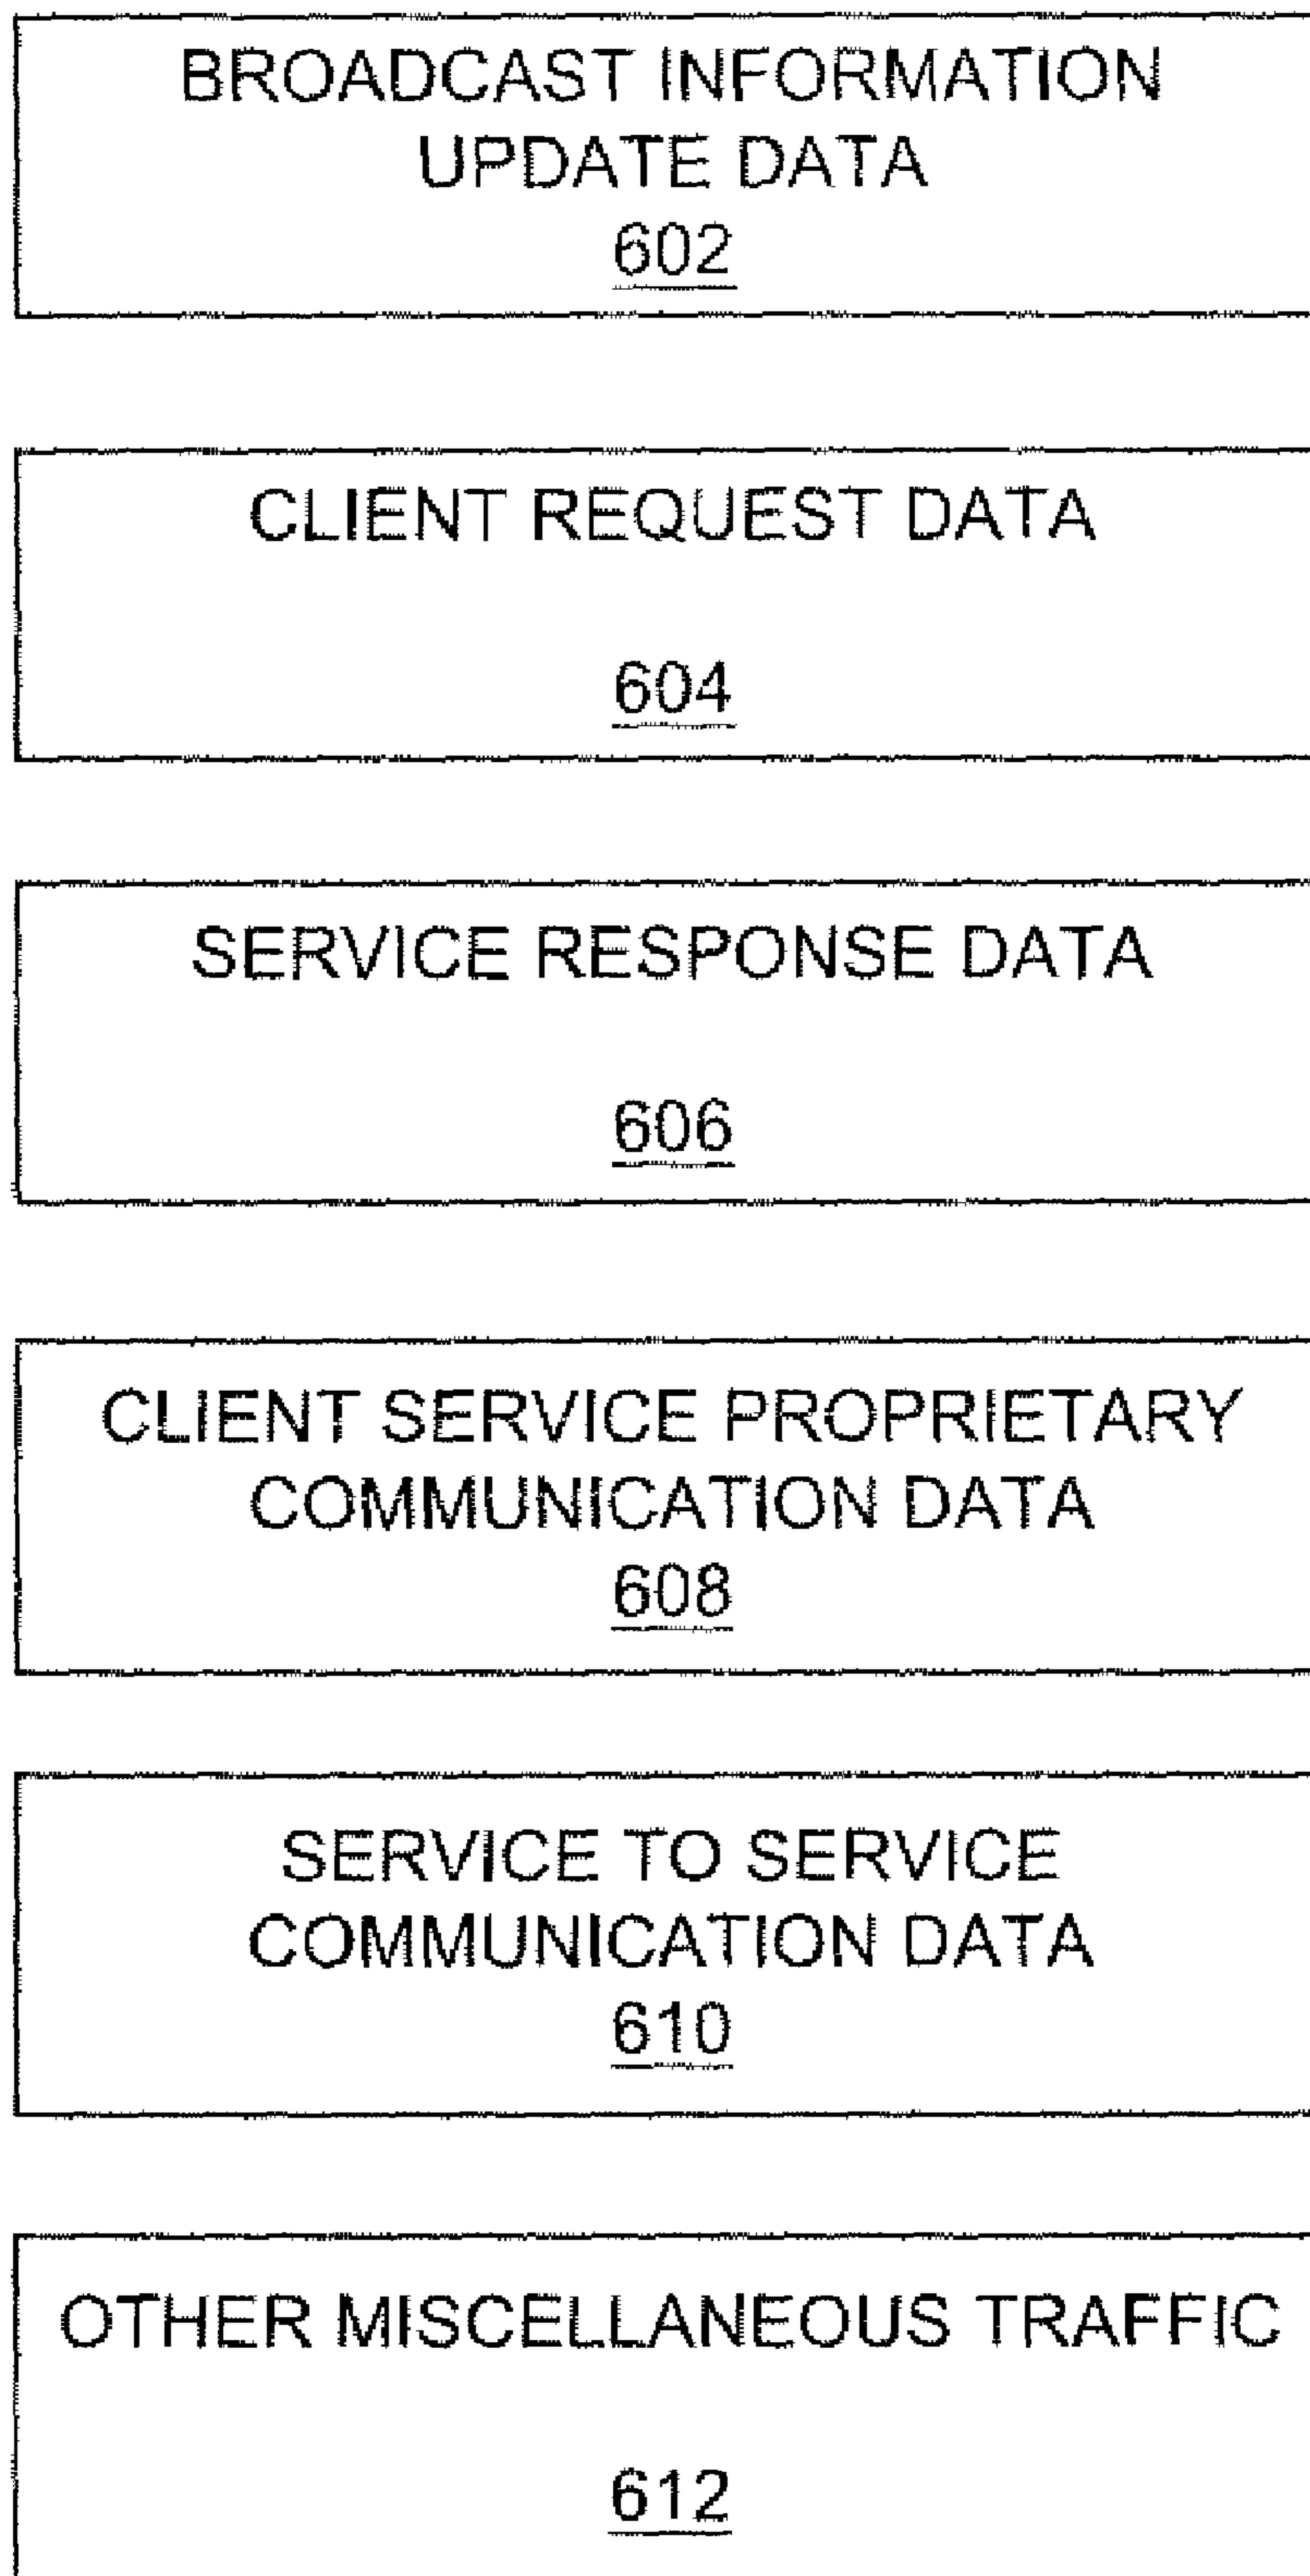 BROADCAST INFORMATION
UPDATE DATA
602
CLIENT REQUEST DATA
604
SERVICE RESPONSE DATA
606
CLIENT SERVICE PROPRIETARY
COMMUNICATION DATA
608
SERVICE TO SERVICE
COMMUNICATION DATA
610
OTHER MISCELLANEOUS TRAFFIC
612